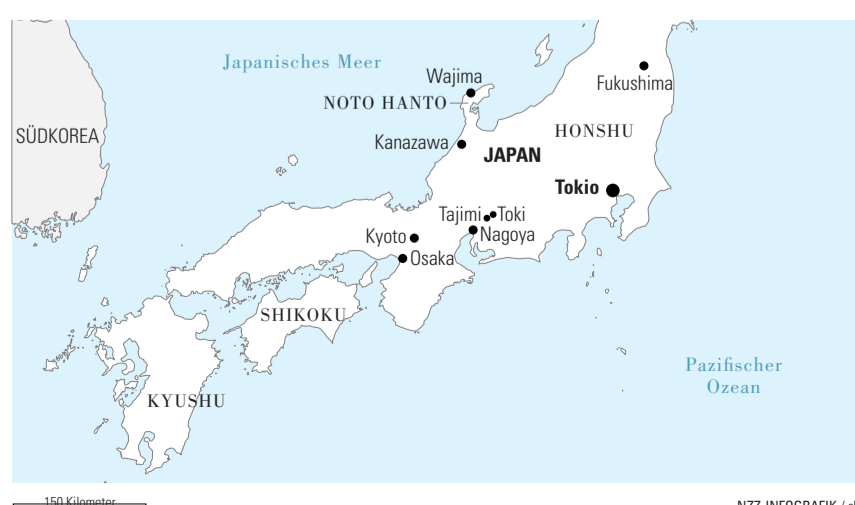 Japanisches Meer
Wajima
Fukushima
NOTO HANTO
SÜDKOREA
HONSHU
Kanazawa
JAPAN
Tokio
Tajimi
Toki
Kyoto
Nagoya
Osaka
SHIKOKU
Pazifischer
Ozean
KYUSHU
150 Kilometer
NZZ-INFOGRAFIK /